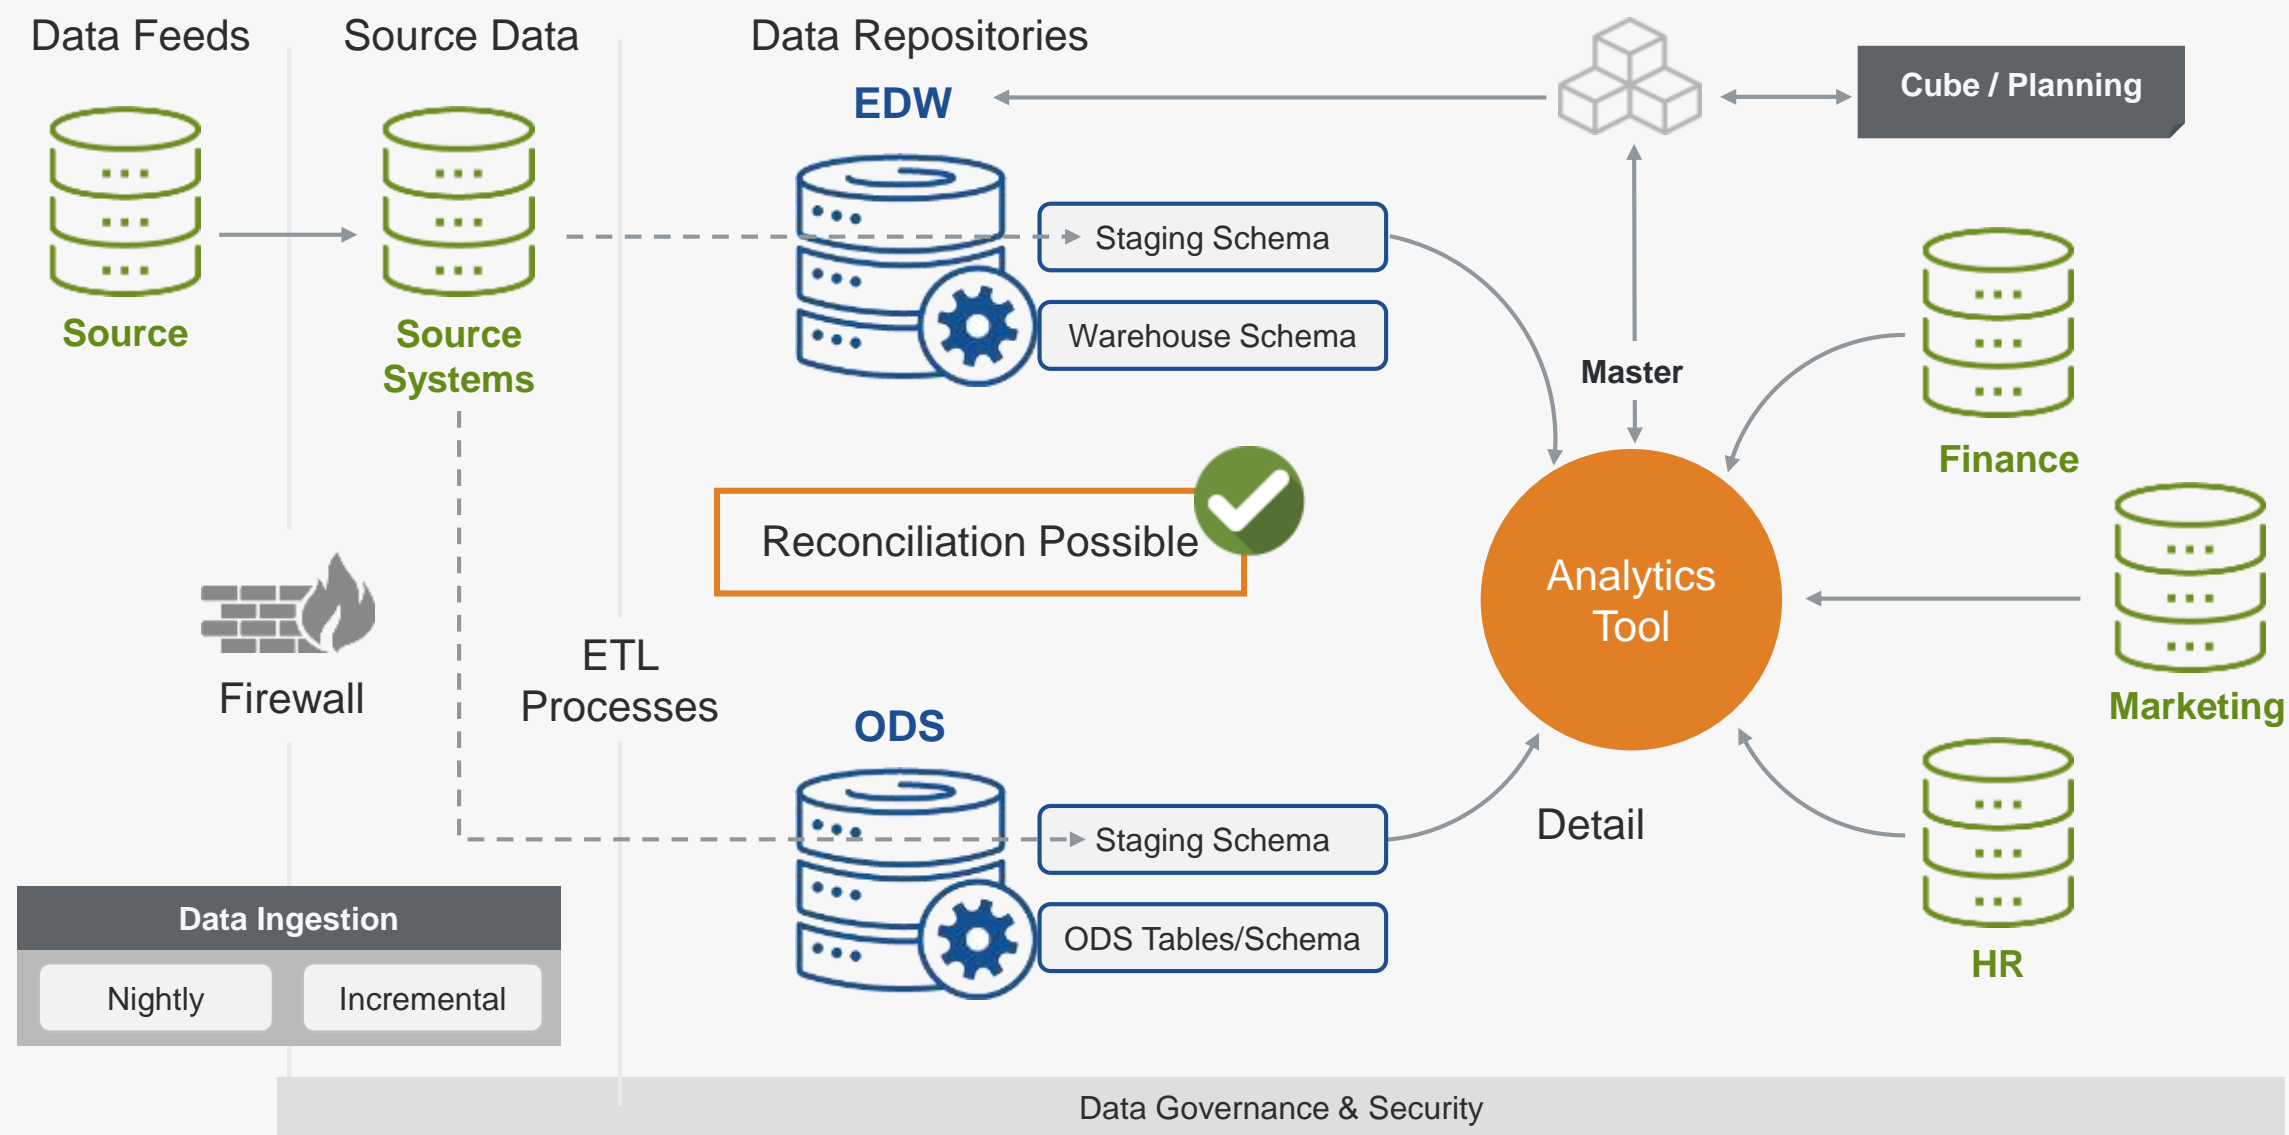 Data Feeds
Source Data
Data Repositories
EDW
Cube / Planning
Source
Source
Systems
Staging Schema
Warehouse Schema
Master
Finance
Reconciliation Possible
Analytics
Tool
Marketing
Firewall
ETL
Processes
ODS
Staging Schema
ODS Tables/Schema
Detail
HR
Data Ingestion
Nightly
Incremental
Data Governance & Security